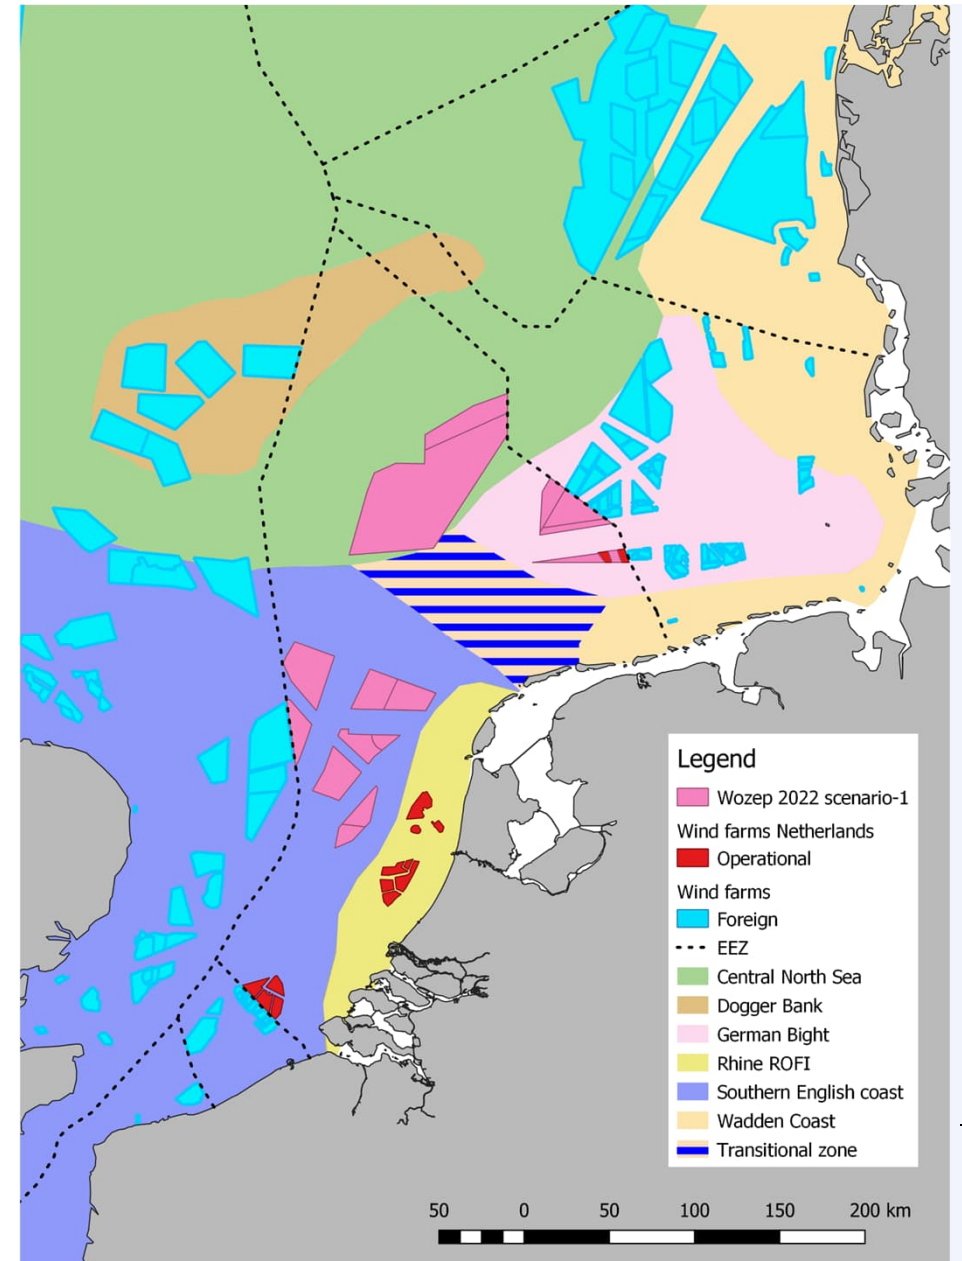 Legend
Wozep 2022 scenario-1
Wind farms Netherlands
Operational
Wind farms
Foreign
EEZ
Central North Sea
Dogger Bank
German Bight
Rhine ROFI
Southern English coast
Wadden Coast
Transitional zone
50 0 50 100 150 200 km